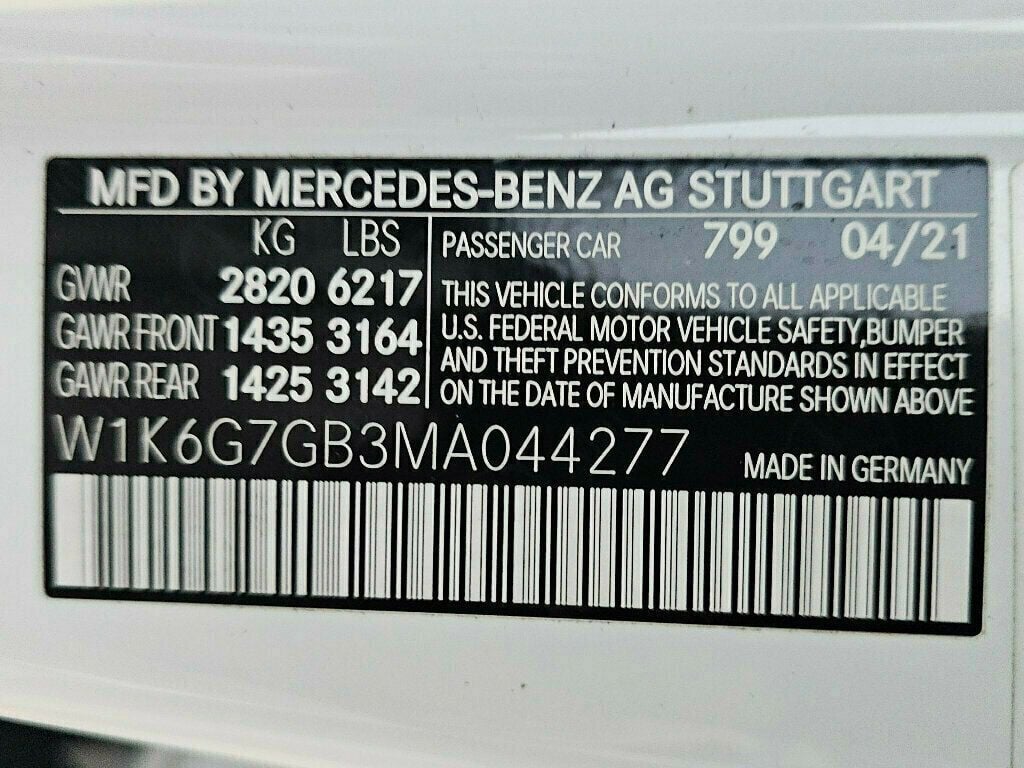 MFD BY MERCEDES-BENZ AG STUTTGART
KG LBS
GVWR 2820 6217
GAWR FRONT 1435 3164
GAWR REAR 1425 3142
PASSENGER CAR 799 04/21
THIS VEHICLE CONFORMS TO ALL APPLICABLE
U.S. FEDERAL MOTOR VEHICLE SAFETY, BUMPER
AND THEFT PREVENTION STANDARDS IN EFFECT
ON THE DATE OF MANUFACTURE SHOWN ABOVE
W1K6G7GB3MA044277
MADE IN GERMANY